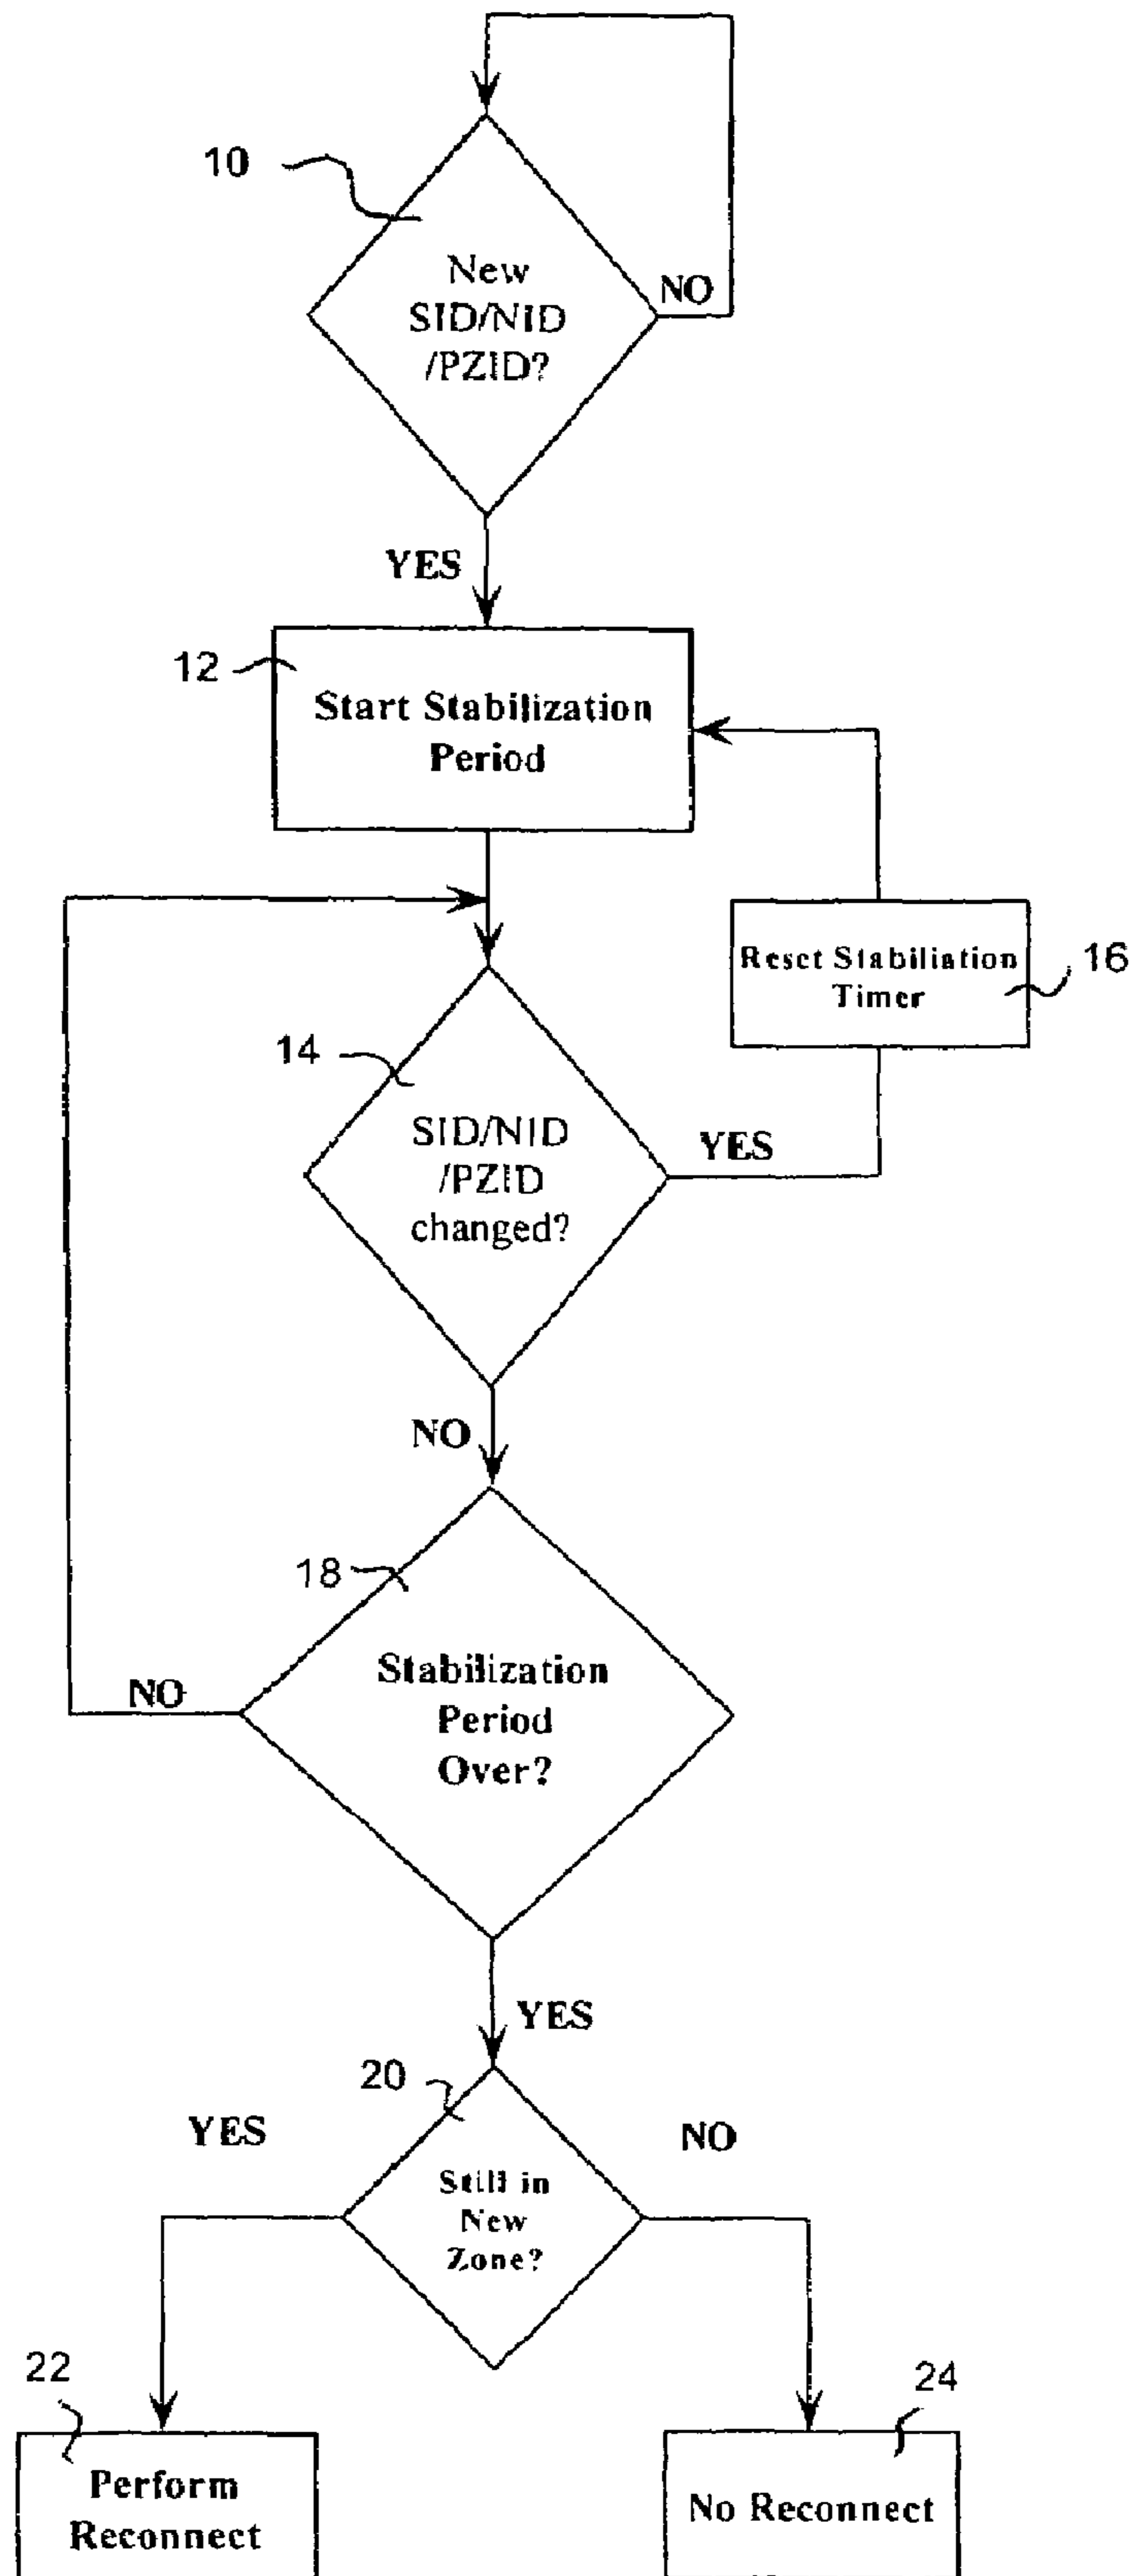 10
New
SID/NID
/PZID?
NO
YES
12
Start Stabilization
Period
Reset Stabiliation
Timer
16
14
SID/NID
/PZID
changed?
YES
NO
18
Stabilization
Period
Over?
NO
YES
20
YES
NO
Still in
New
Zone?
22
24
Perform
Reconnect
No Reconnect